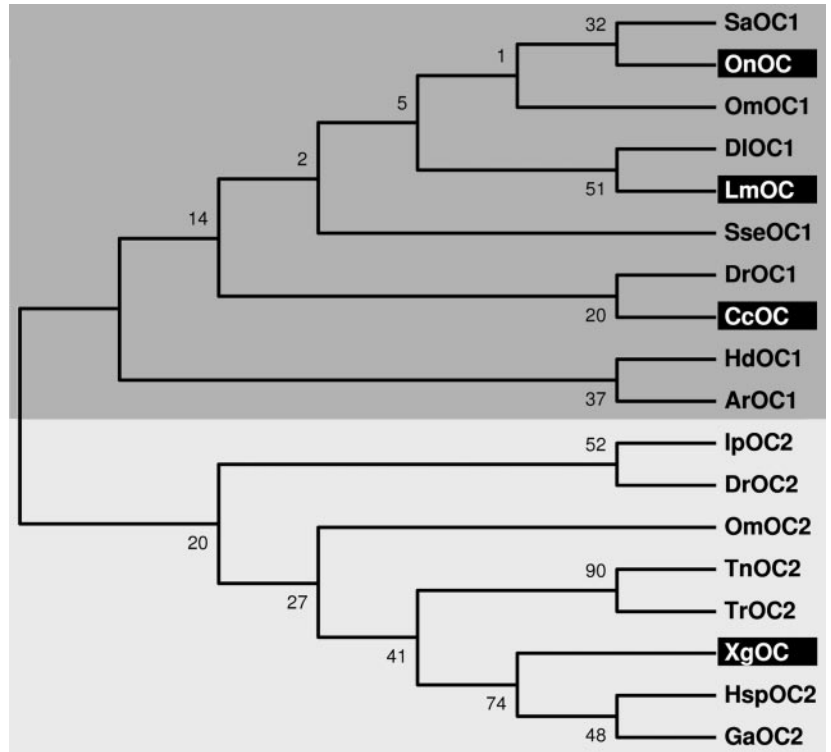 SaOC1
32
OnOC
1
OmOC1
5
DlOC1
2
LmOC
51
14
SseOC1
DrOC1
20
CcOC
HdOC1
37
ArOC1
52
IpOC2
DrOC2
20
OmOC2
27
90
TnOC2
TrOC2
41
XgOC
74
HspOC2
48
GaOC2